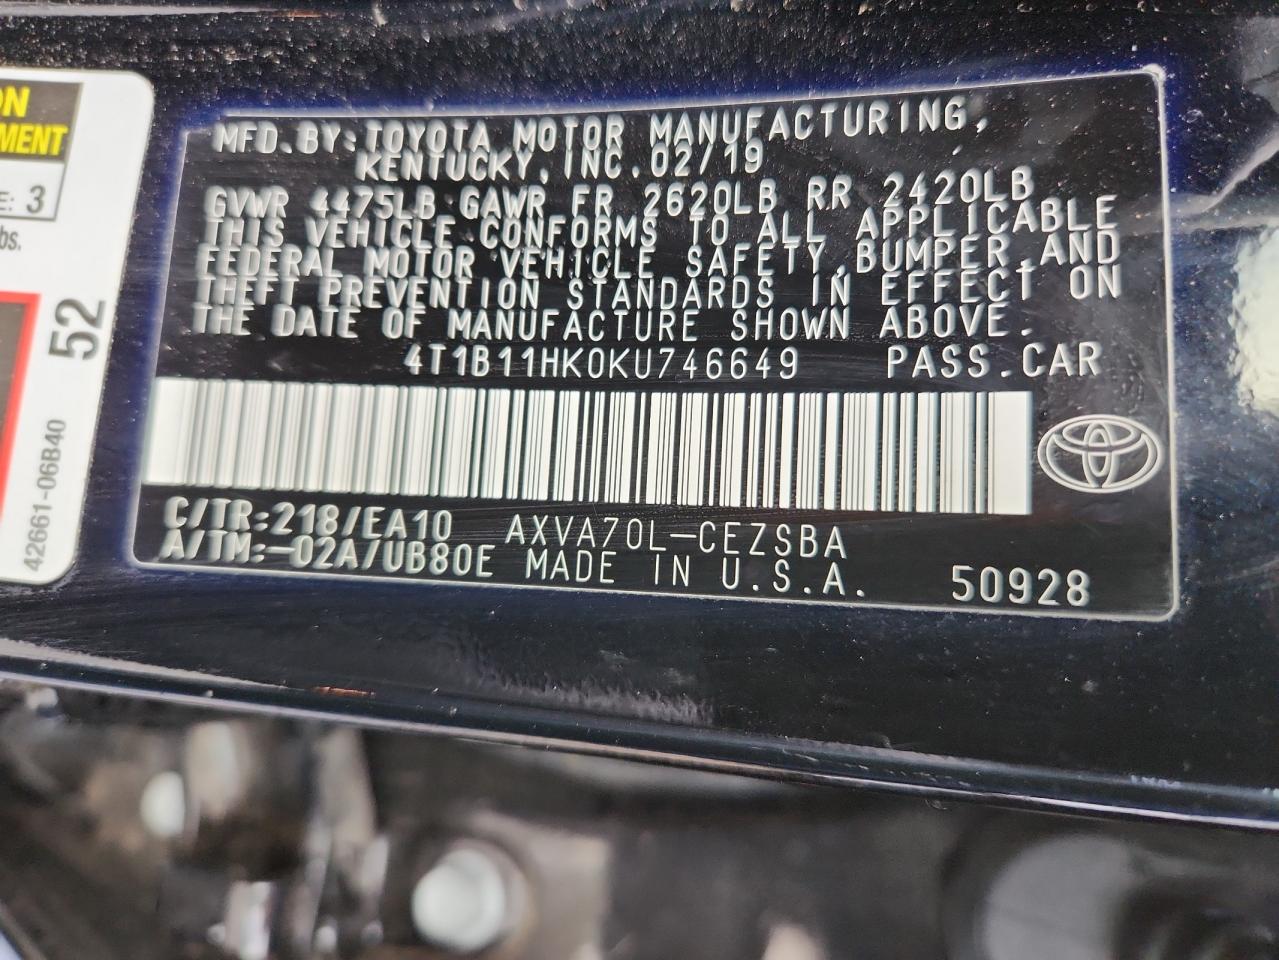 ON
MENT
E: 3
bs.
52
42661-06B40
MFD.BY:TOYOTA MOTOR MANUFACTURING,
KENTUCKY,INC.02/19
GVWR 4475LB GAWR FR 2620LB RR 2420LB
THIS VEHICLE CONFORMS TO ALL APPLICABLE
FEDERAL MOTOR VEHICLE SAFETY,BUMPER,AND
THEFT PREVENTION STANDARDS IN EFFECT ON
THE DATE OF MANUFACTURE SHOWN ABOVE.
4T1B11HK0KU746649 PASS.CAR
C/TR:218/EA10 AXVA70L-CEZSBA
A/TM:-02A/UB80E MADE IN U.S.A. 50928